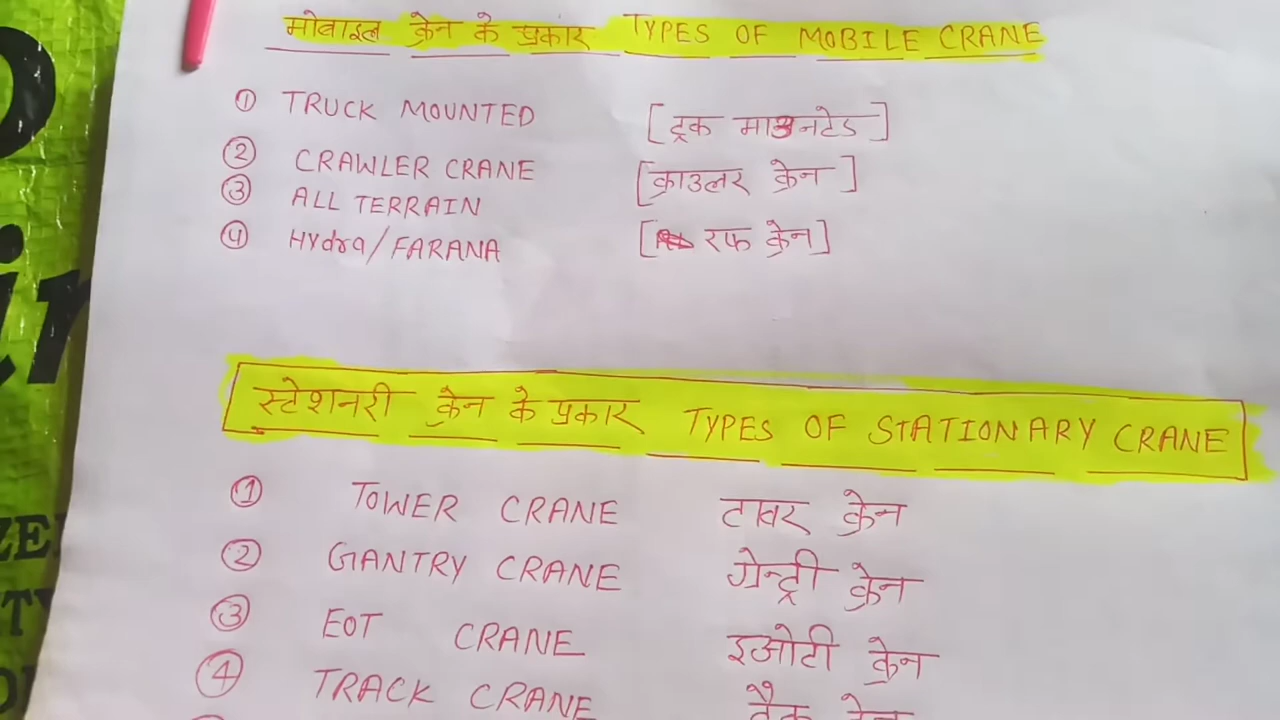 मोबाइल क्रेन के प्रकार TYPES OF MOBILE CRANE
① TRUCK MOUNTED [ट्रक माउनटेड]
② CRAWLER CRANE [क्राउलर क्रेन]
③ ALL TERRAIN
④ Hydra/FARANA [रफ क्रेन]
स्टेशनरी क्रेन के प्रकार TYPES OF STATIONARY CRANE
① TOWER CRANE टावर क्रेन
② GANTRY CRANE ग्रेन्ट्री क्रेन
③ EOT CRANE इओटी क्रेन
④ TRACK CRANE